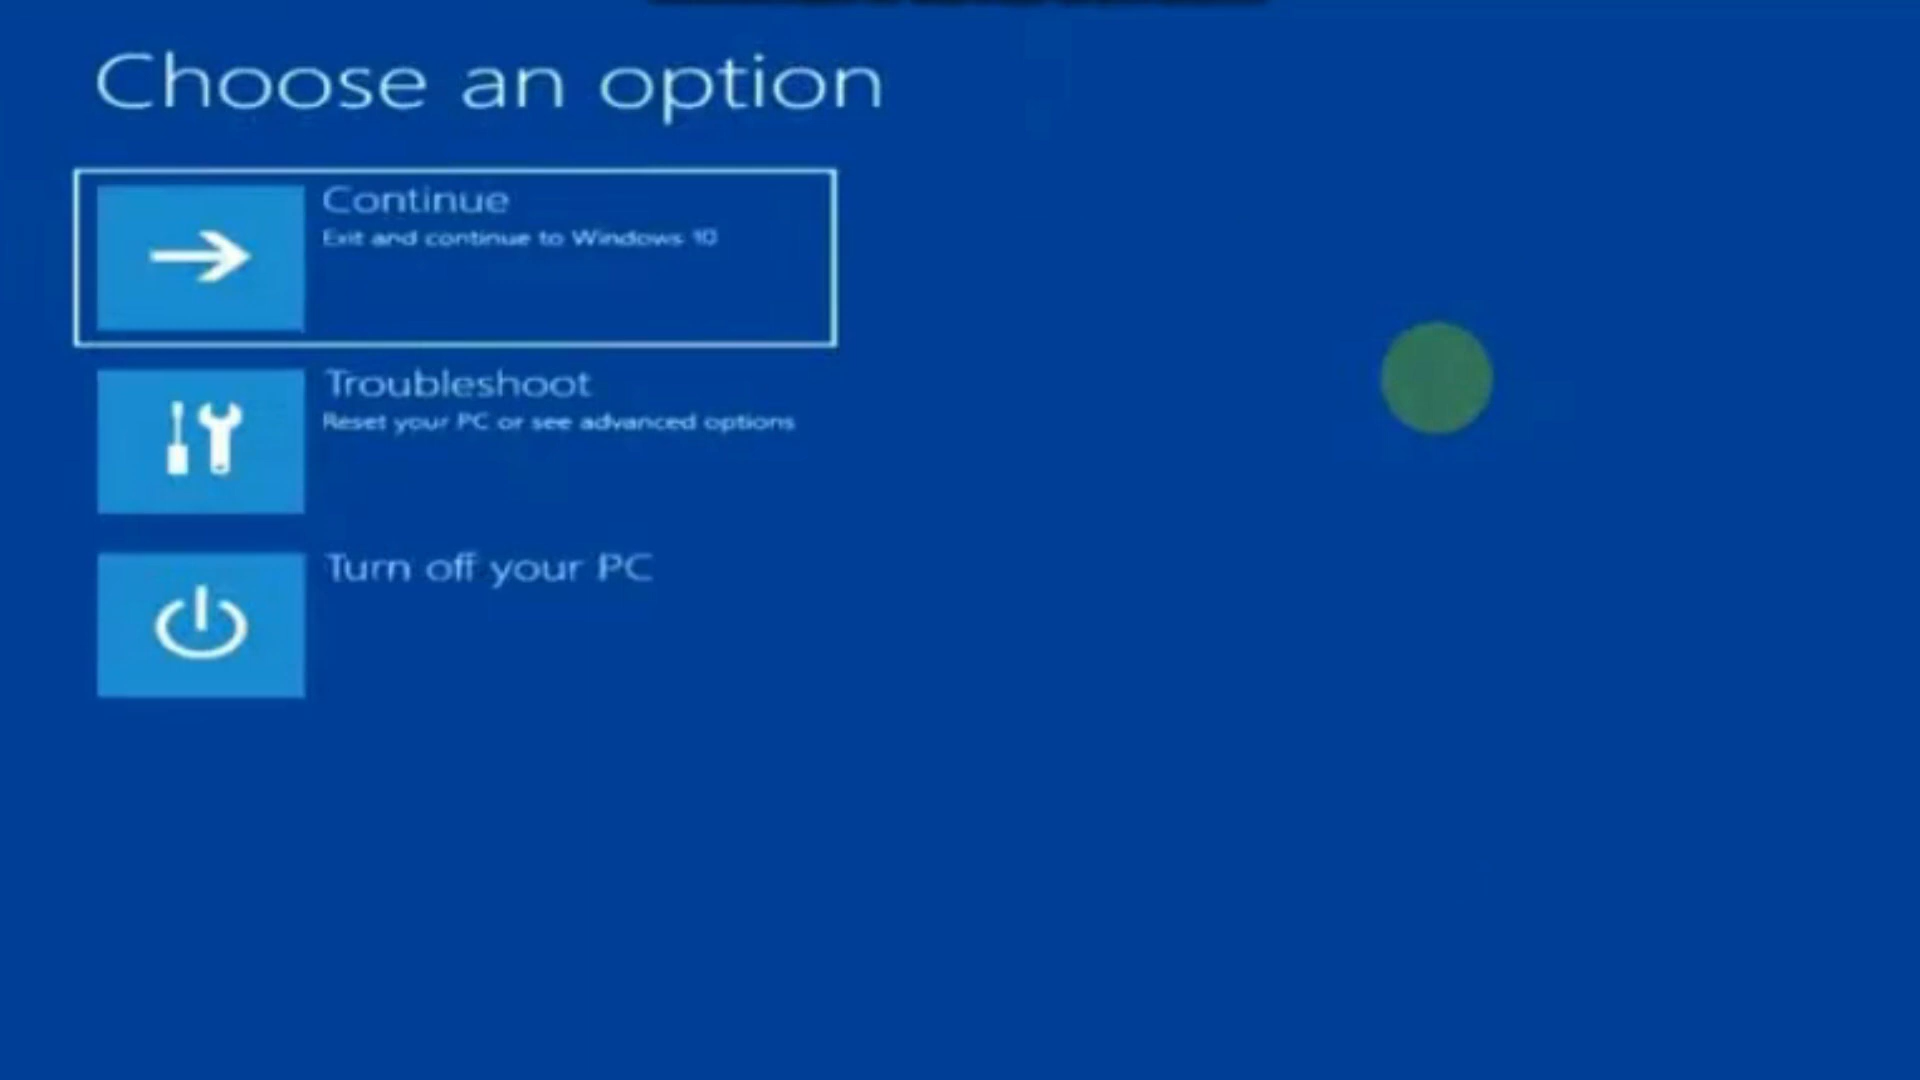 Choose an option
Continue
Exit and continue to Windows 10
Troubleshoot
Reset your PC or see advanced options
Turn off your PC